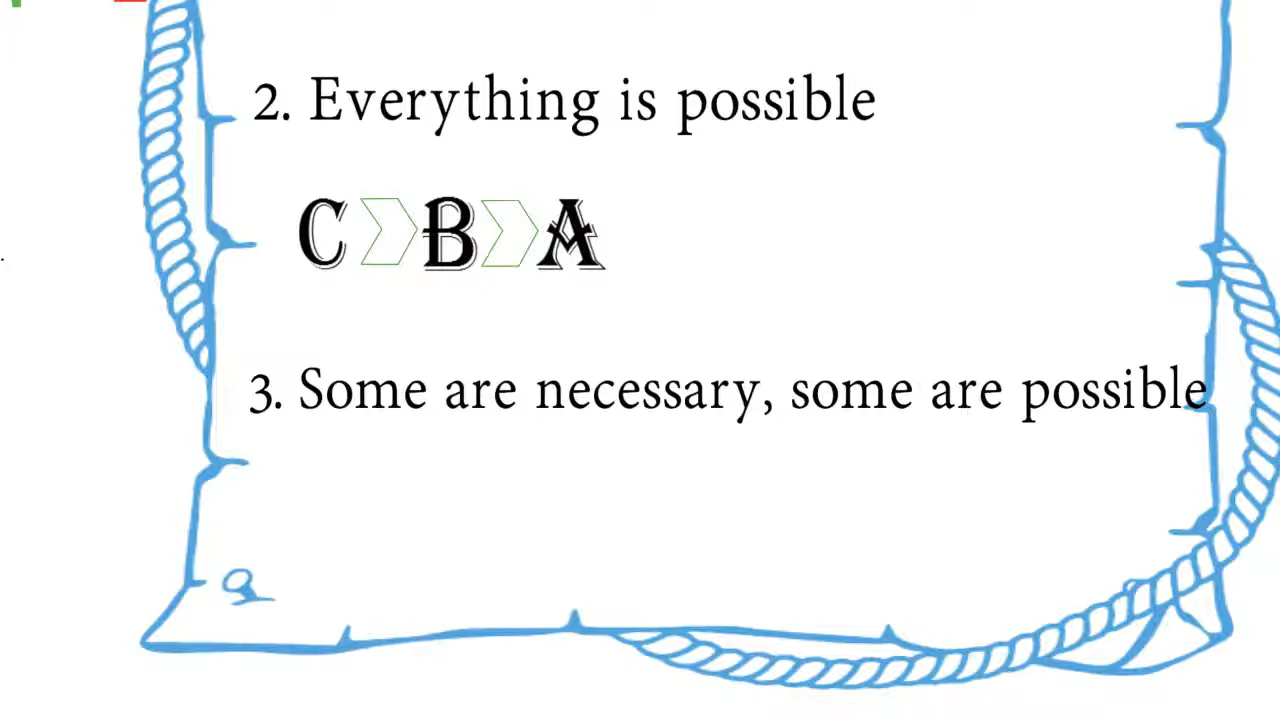 2. Everything is possible
C B A
3. Some are necessary, some are possible